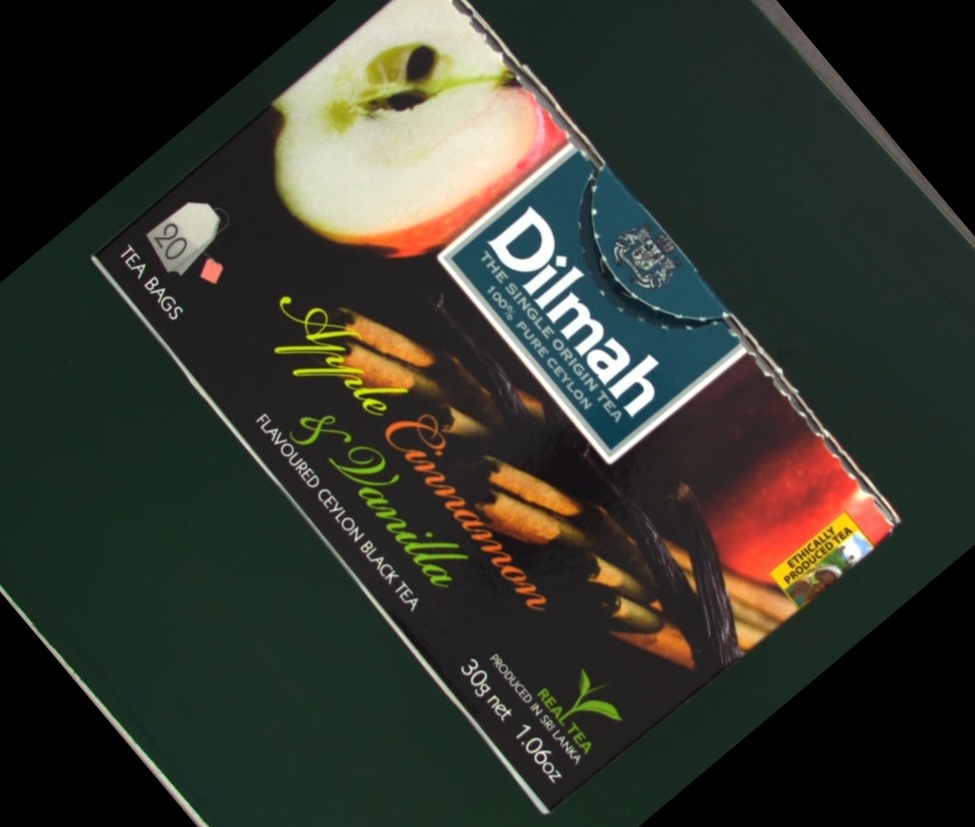 Dilmah
THE SINGLE ORIGIN TEA
100% PURE CEYLON
20
TEA BAGS
Apple Cinnamon
& Vanilla
FLAVOURED CEYLON BLACK TEA
ETHICALLY
PRODUCED TEA
REAL TEA
PRODUCED IN SRI LANKA
30g net 1.06oz